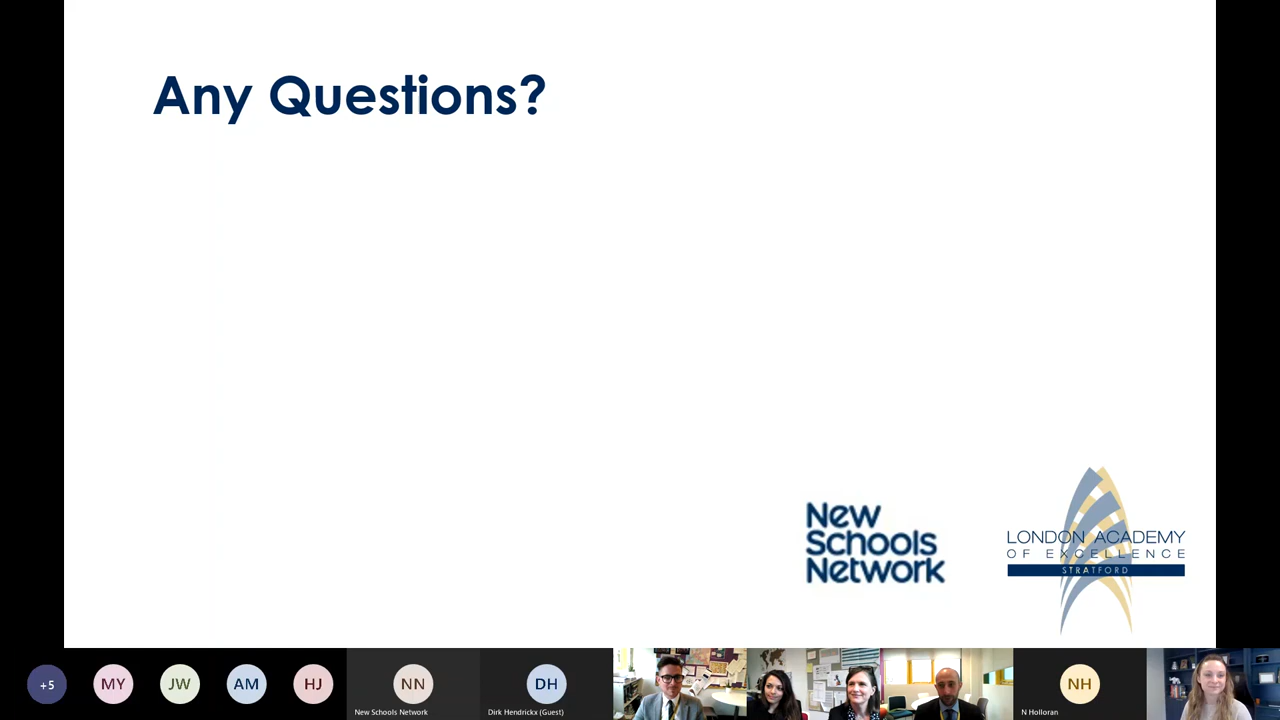 Any Questions?
New
Schools
Network
LONDON ACADEMY
OF EXCELLENCE
STRATFORD
+5
MY
JW
AM
HJ
NN
DH
NH
New Schools Network
Dirk Hendrickx (Guest)
N Holloran